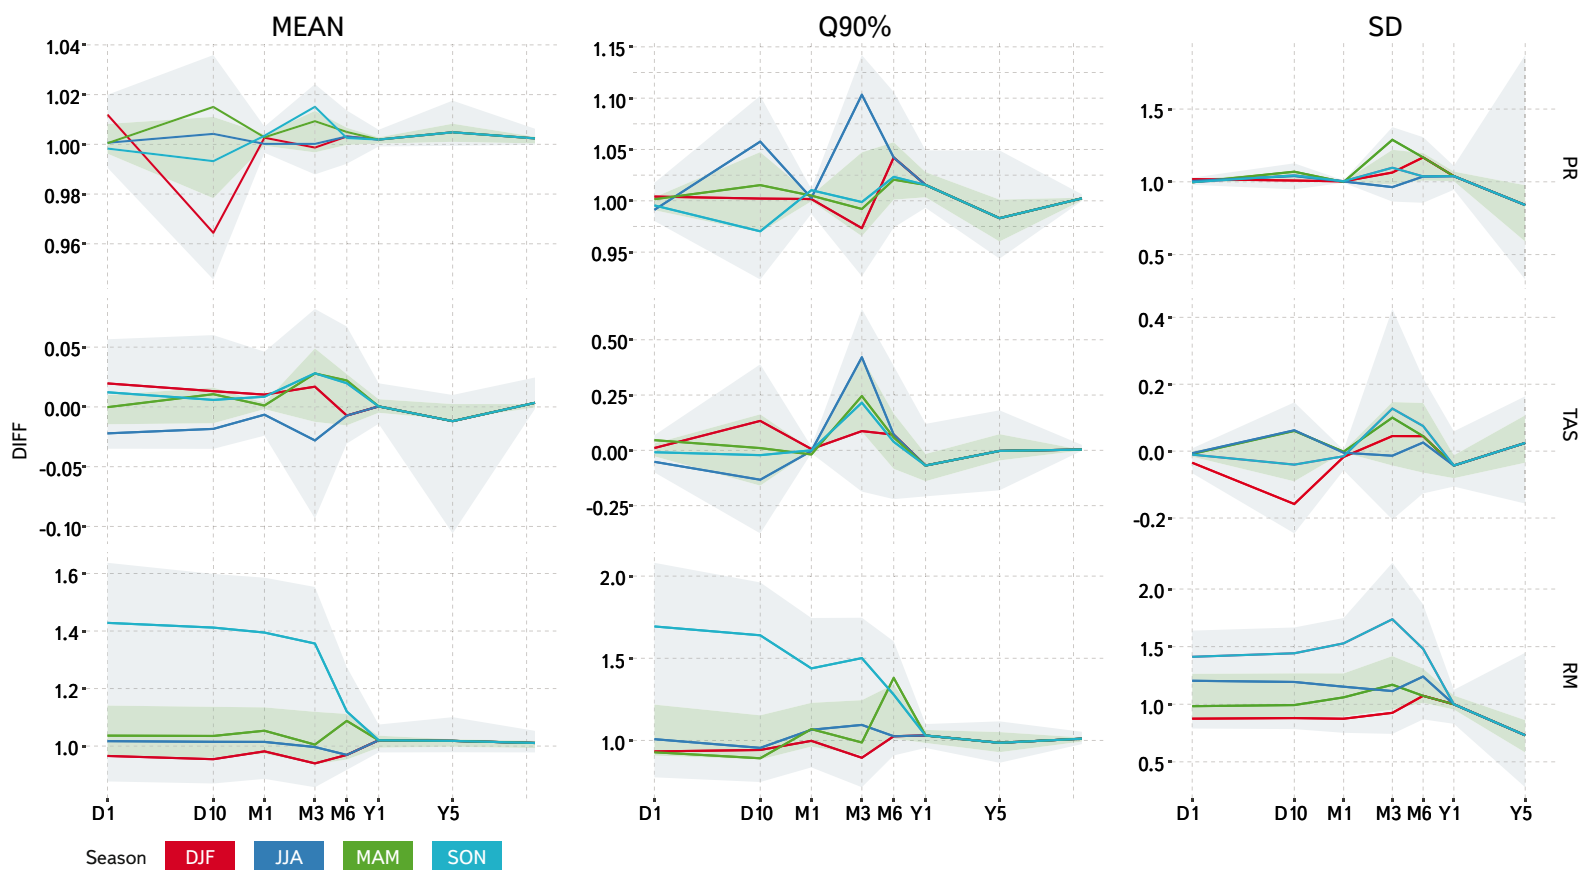 MEAN Q90% SD
1.04 1.02 1.00 0.98 0.96
1.15 1.10 1.05 1.00 0.95
1.5 1.0 0.5
PR
DIFF
0.05 0.00 -0.05 -0.10
0.50 0.25 0.00 -0.25
0.4 0.2 0.0 -0.2
TAS
1.6 1.4 1.2 1.0
2.0 1.5 1.0
2.0 1.5 1.0 0.5
RM
D1 D10 M1 M3 M6 Y1 Y5
D1 D10 M1 M3 M6 Y1 Y5
D1 D10 M1 M3 M6 Y1 Y5
Season DJF JJA MAM SON